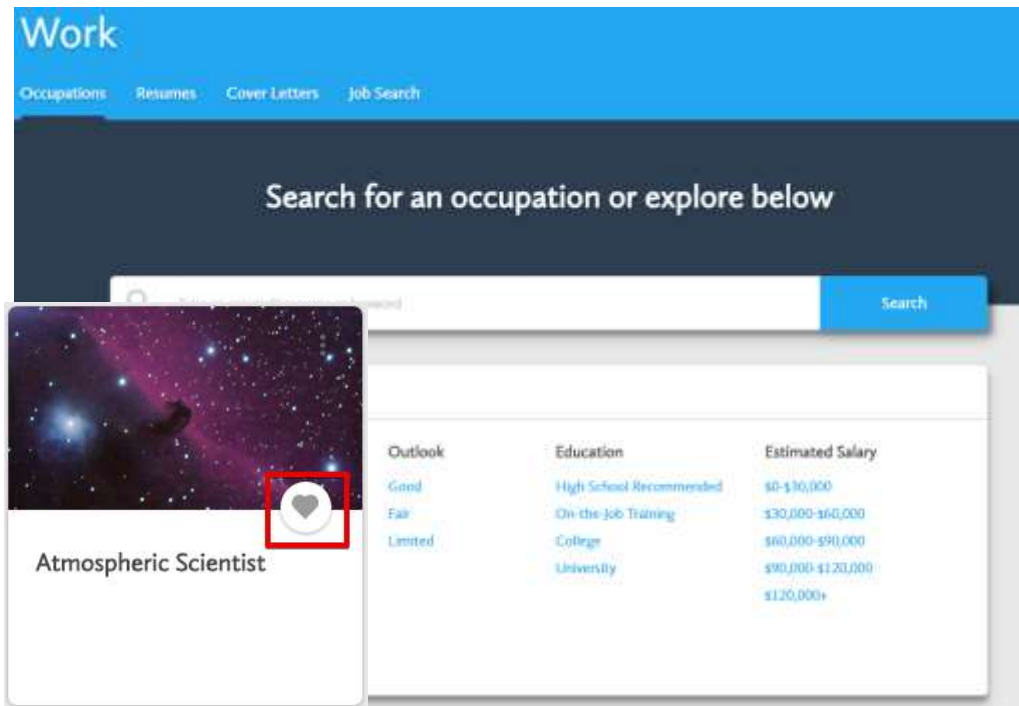 Work
Occupations Resumes Cover Letters Job Search
Search for an occupation or explore below
Search
Outlook Education Estimated Salary
Good High School Recommended $0-$30,000
Fair On-the-Job Training $30,000-$60,000
Limited College $60,000-$90,000
University $90,000-$120,000
$120,000+
Atmospheric Scientist